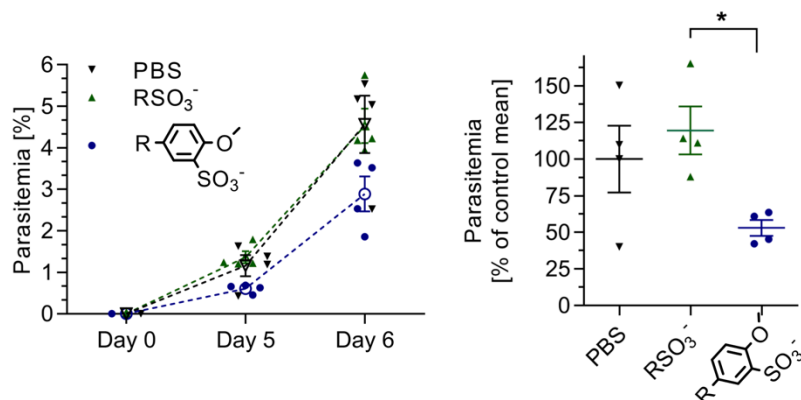 PBS
RSO₃⁻
R
O
SO₃⁻
Parasitemia [%]
6
5
4
3
2
1
0
Day 0
Day 5
Day 6
*
Parasitemia
[% of control mean]
150
125
100
75
50
25
0
PBS
RSO₃⁻
O
SO₃⁻
R